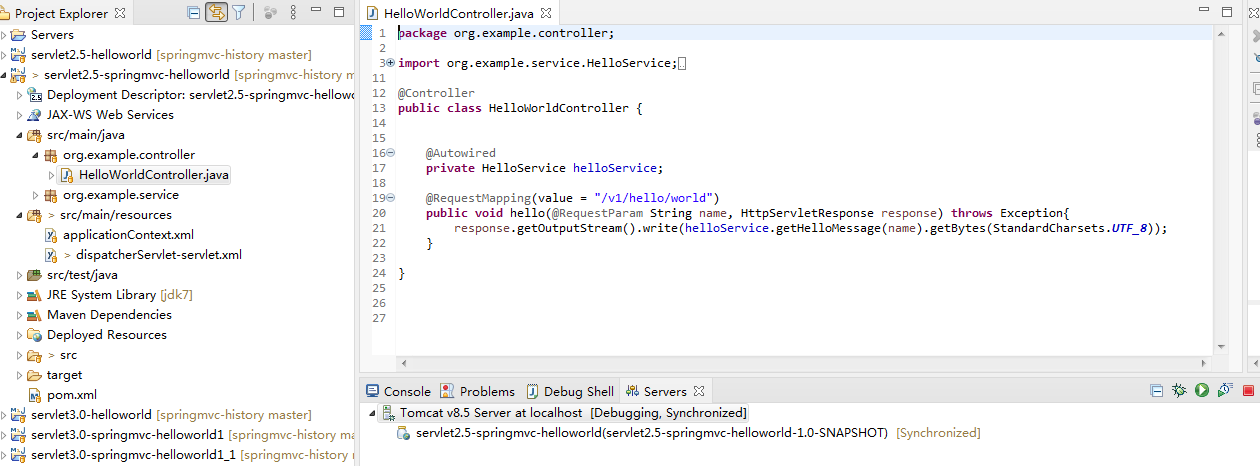 Project Explorer
Servers
servlet2.5-helloworld [springmvc-history master]
> servlet2.5-springmvc-helloworld [springmvc-history m
Deployment Descriptor: servlet2.5-springmvc-hellowo
JAX-WS Web Services
src/main/java
org.example.controller
HelloWorldController.java
org.example.service
> src/main/resources
applicationContext.xml
> dispatcherServlet-servlet.xml
src/test/java
JRE System Library [jdk7]
Maven Dependencies
Deployed Resources
> src
target
pom.xml
servlet3.0-helloworld [springmvc-history master]
servlet3.0-springmvc-helloworld1 [springmvc-history ma
servlet3.0-springmvc-helloworld1_1 [springmvc-history
HelloWorldController.java
1 package org.example.controller;
2
3 import org.example.service.HelloService;
11
12 @Controller
13 public class HelloWorldController {
14
15
16 @Autowired
17 private HelloService helloService;
18
19 @RequestMapping(value = "/v1/hello/world")
20 public void hello(@RequestParam String name, HttpServletResponse response) throws Exception{
21 response.getOutputStream().write(helloService.getHelloMessage(name).getBytes(StandardCharsets.UTF_8));
22 }
23
24 }
25
26
27
Console Problems Debug Shell Servers
Tomcat v8.5 Server at localhost [Debugging, Synchronized]
servlet2.5-springmvc-helloworld(servlet2.5-springmvc-helloworld-1.0-SNAPSHOT) [Synchronized]